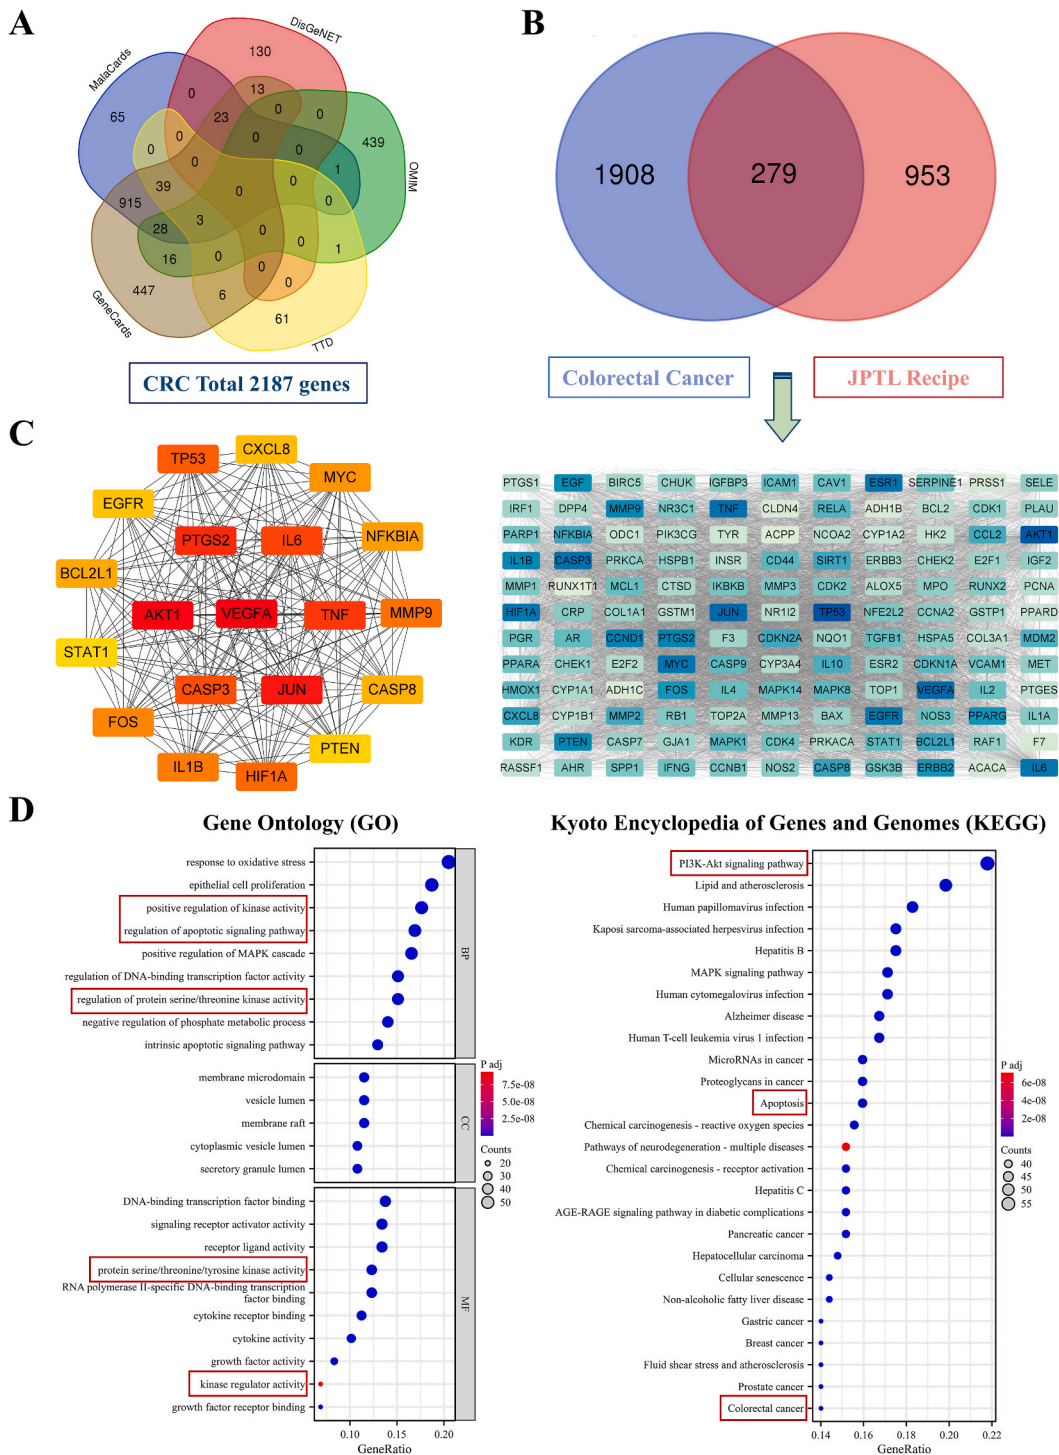 A
DisGeNET
MalaCards
OMIM
GeneCards
TTD
130
0
13
65
23
0
0
439
0
0
0
0
1
0
0
0
0
39
915
3
28
0
0
1
16
0
0
447
6
0
61
CRC Total 2187 genes
B
1908
279
953
Colorectal Cancer
JPTL Recipe
C
CXCL8
TP53
MYC
EGFR
PTGS2
IL6
NFKBIA
BCL2L1
AKT1
VEGFA
TNF
MMP9
STAT1
CASP3
JUN
CASP8
FOS
PTEN
IL1B
HIF1A
PTGS1 EGF BIRC5 CHUK IGFBP3 ICAM1 CAV1 ESR1 SERPINE1 PRSS1 SELE
IRF1 DPP4 MMP9 NR3C1 TNF CLDN4 RELA ADH1B BCL2 CDK1 PLAU
PARP1 NFKBIA ODC1 PIK3CG TYR ACPP NCOA2 CYP1A2 HK2 CCL2 AKT1
IL1B CASP3 PRKCA HSPB1 INSR CD44 SIRT1 ERBB3 CHEK2 E2F1 IGF2
MMP1 RUNX1T1 MCL1 CTSD IKBKB MMP3 CDK2 ALOX5 MPO RUNX2 PCNA
HIF1A CRP COL1A1 GSTM1 JUN NR1I2 TP53 NFE2L2 CCNA2 GSTP1 PPARD
PGR AR CCND1 PTGS2 F3 CDKN2A NQO1 TGFB1 HSPA5 COL3A1 MDM2
PPARA CHEK1 E2F2 MYC CASP9 CYP3A4 IL10 ESR2 CDKN1A VCAM1 MET
HMOX1 CYP1A1 ADH1C FOS IL4 MAPK14 MAPK8 TOP1 VEGFA IL2 PTGES
CXCL8 CYP1B1 MMP2 RB1 TOP2A MMP13 BAX EGFR NOS3 PPARG IL1A
KDR PTEN CASP7 GJA1 MAPK1 CDK4 PRKACA STAT1 BCL2L1 RAF1 F7
RASSF1 AHR SPP1 IFNG CCNB1 NOS2 CASP8 GSK3B ERBB2 ACACA IL6
D
Gene Ontology (GO)
response to oxidative stress
epithelial cell proliferation
positive regulation of kinase activity
regulation of apoptotic signaling pathway
positive regulation of MAPK cascade
regulation of DNA-binding transcription factor activity
regulation of protein serine/threonine kinase activity
negative regulation of phosphate metabolic process
intrinsic apoptotic signaling pathway
BP
membrane microdomain
vesicle lumen
membrane raft
cytoplasmic vesicle lumen
secretory granule lumen
CC
DNA-binding transcription factor binding
signaling receptor activator activity
receptor ligand activity
protein serine/threonine/tyrosine kinase activity
RNA polymerase II-specific DNA-binding transcription
factor binding
cytokine receptor binding
cytokine activity
growth factor activity
kinase regulator activity
growth factor receptor binding
MF
0.10 0.15 0.20
GeneRatio
P adj
7.5e-08
5.0e-08
2.5e-08
Counts
20
30
40
50
Kyoto Encyclopedia of Genes and Genomes (KEGG)
PI3K-Akt signaling pathway
Lipid and atherosclerosis
Human papillomavirus infection
Kaposi sarcoma-associated herpesvirus infection
Hepatitis B
MAPK signaling pathway
Human cytomegalovirus infection
Alzheimer disease
Human T-cell leukemia virus 1 infection
MicroRNAs in cancer
Proteoglycans in cancer
Apoptosis
Chemical carcinogenesis - reactive oxygen species
Pathways of neurodegeneration - multiple diseases
Chemical carcinogenesis - receptor activation
Hepatitis C
AGE-RAGE signaling pathway in diabetic complications
Pancreatic cancer
Hepatocellular carcinoma
Cellular senescence
Non-alcoholic fatty liver disease
Gastric cancer
Breast cancer
Fluid shear stress and atherosclerosis
Prostate cancer
Colorectal cancer
0.14 0.16 0.18 0.20 0.22
GeneRatio
P adj
6e-08
4e-08
2e-08
Counts
40
45
50
55